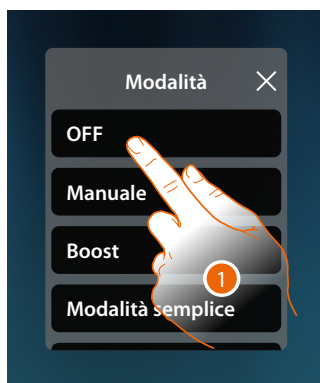 Modalità
OFF
Manuale
Boost
1
Modalità semplice